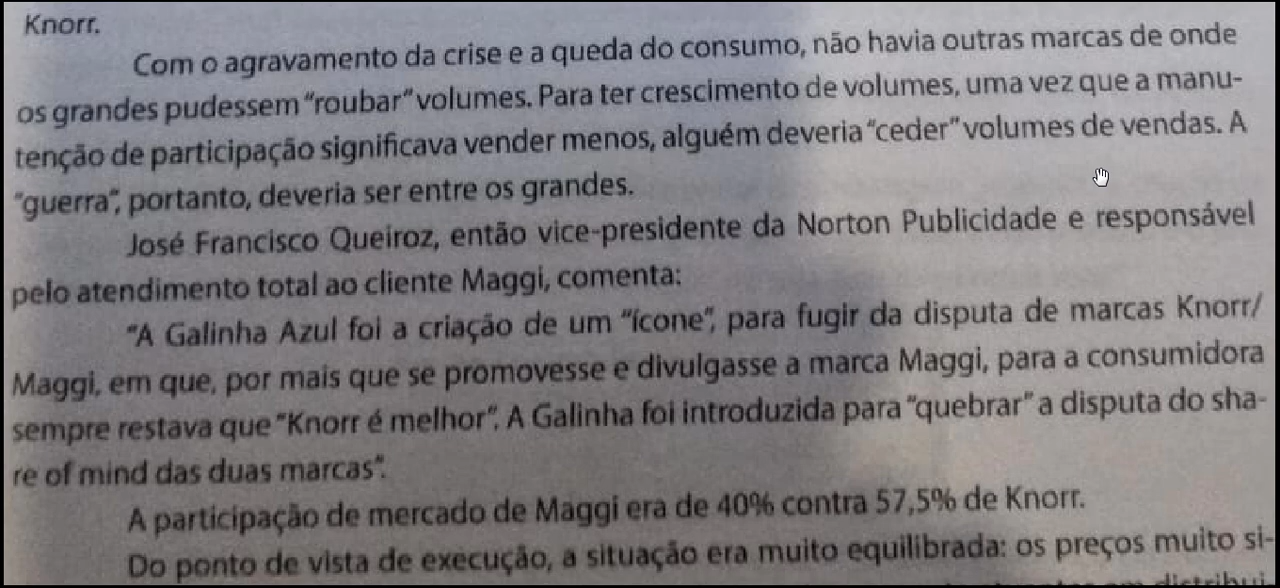 Knorr.
Com o agravamento da crise e a queda do consumo, não havia outras marcas de onde
os grandes pudessem “roubar” volumes. Para ter crescimento de volumes, uma vez que a manu-
tenção de participação significava vender menos, alguém deveria “ceder” volumes de vendas. A
“guerra”, portanto, deveria ser entre os grandes.
José Francisco Queiroz, então vice-presidente da Norton Publicidade e responsável
pelo atendimento total ao cliente Maggi, comenta:
“A Galinha Azul foi a criação de um “ícone”, para fugir da disputa de marcas Knorr/
Maggi, em que, por mais que se promovesse e divulgasse a marca Maggi, para a consumidora
sempre restava que “Knorr é melhor”. A Galinha foi introduzida para “quebrar” a disputa do sha-
re of mind das duas marcas”.
A participação de mercado de Maggi era de 40% contra 57,5% de Knorr.
Do ponto de vista de execução, a situação era muito equilibrada: os preços muito si-